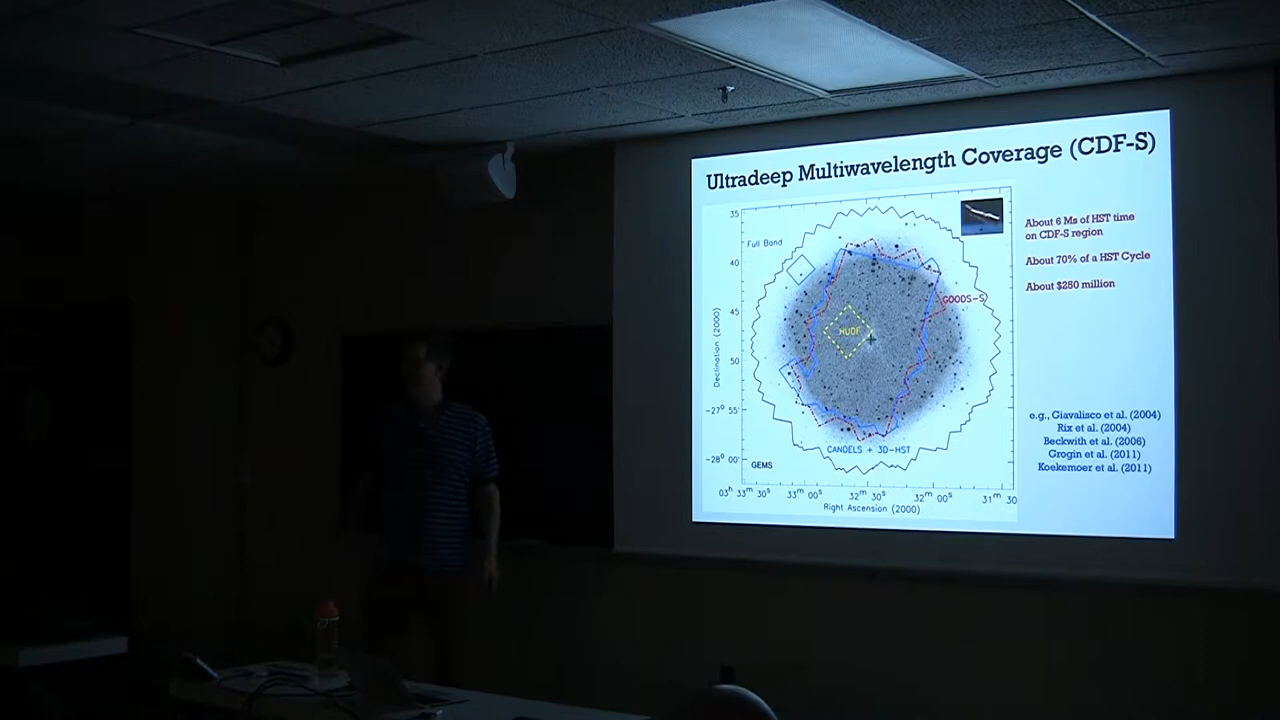 Ultradeep Multiwavelength Coverage (CDF-S)
35
Full Band
40
45
50
-27° 55'
-28° 00'
Declination (2000)
GOODS-S
HUDF
CANDELS + 3D-HST
GEMS
03h 33m 30s
33m 00s
32m 30s
32m 00s
31m 30
Right Ascension (2000)
About 6 Ms of HST time
on CDF-S region
About 70% of a HST Cycle
About $250 million
e.g., Giavalisco et al. (2004)
Rix et al. (2004)
Beckwith et al. (2006)
Grogin et al. (2011)
Koekemoer et al. (2011)